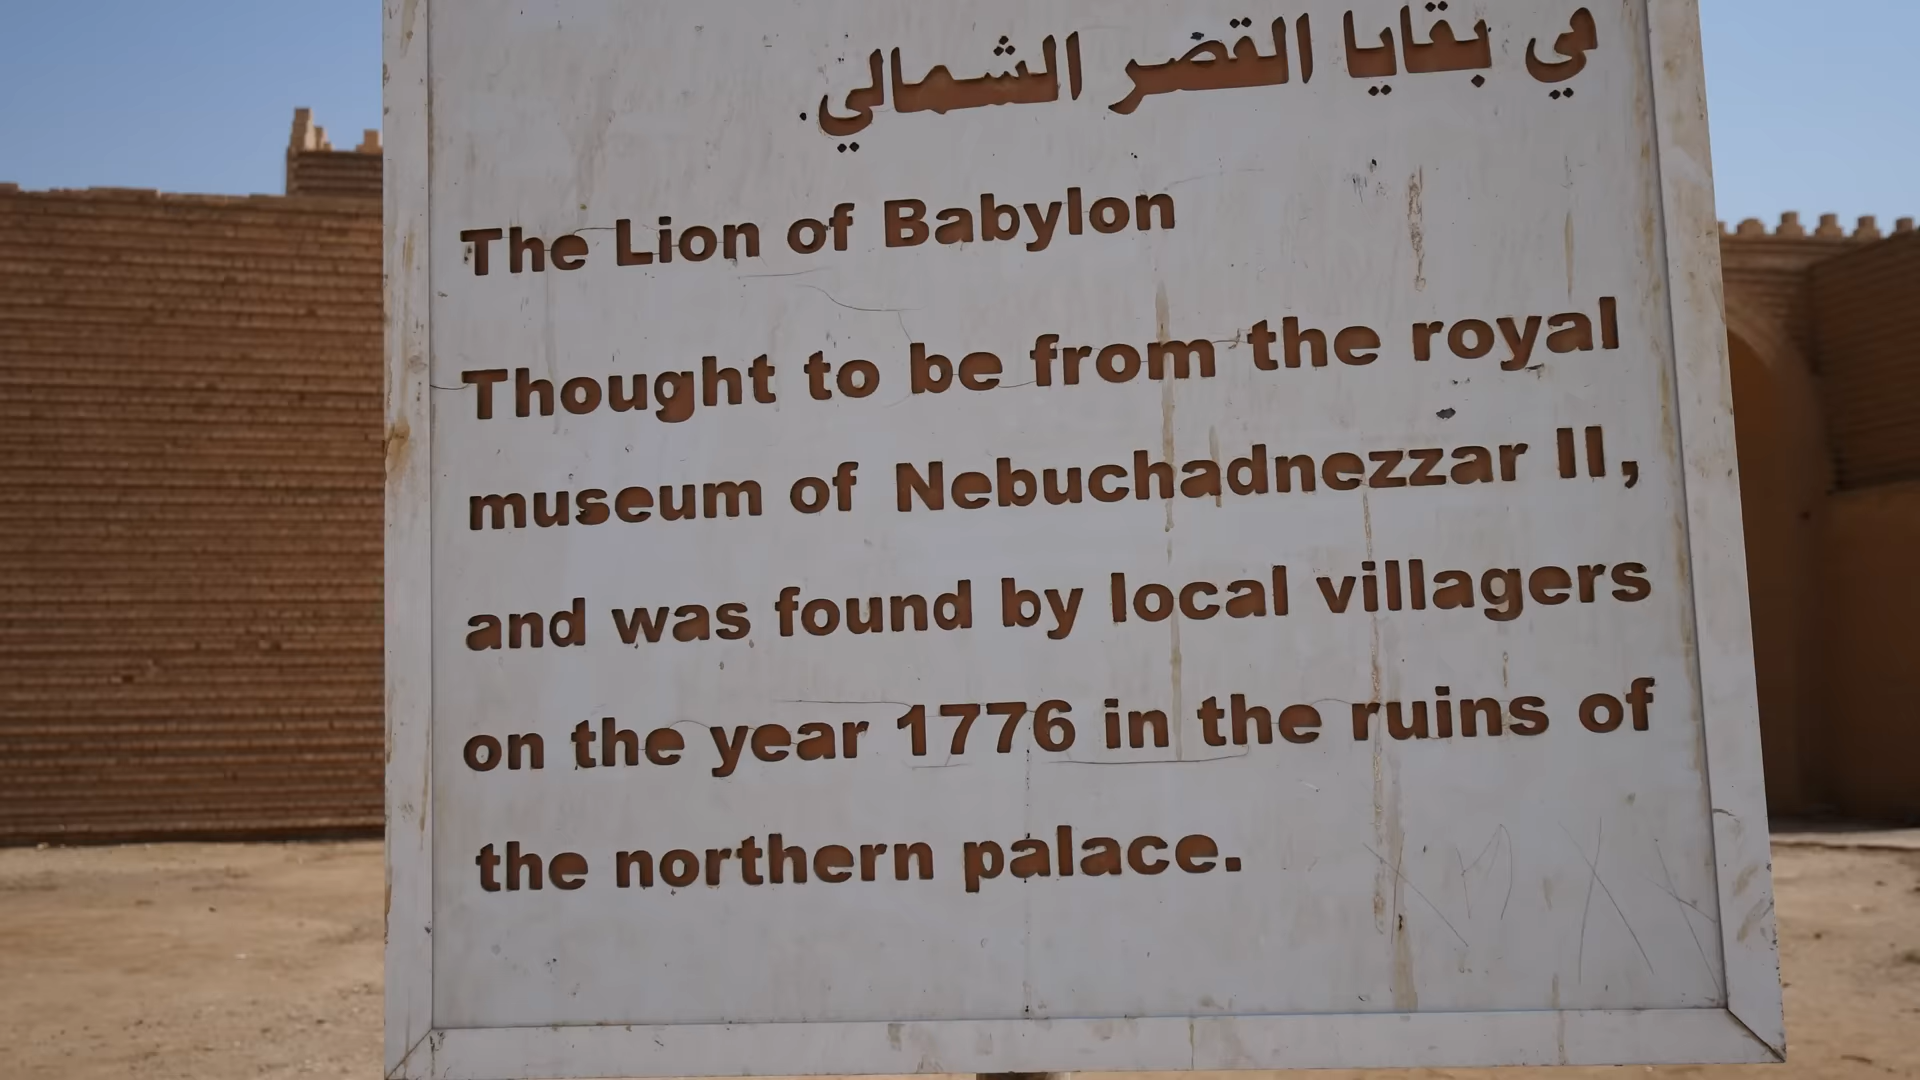 في بقايا القصر الشمالي.
The Lion of Babylon
Thought to be from the royal
museum of Nebuchadnezzar II,
and was found by local villagers
on the year 1776 in the ruins of
the northern palace.